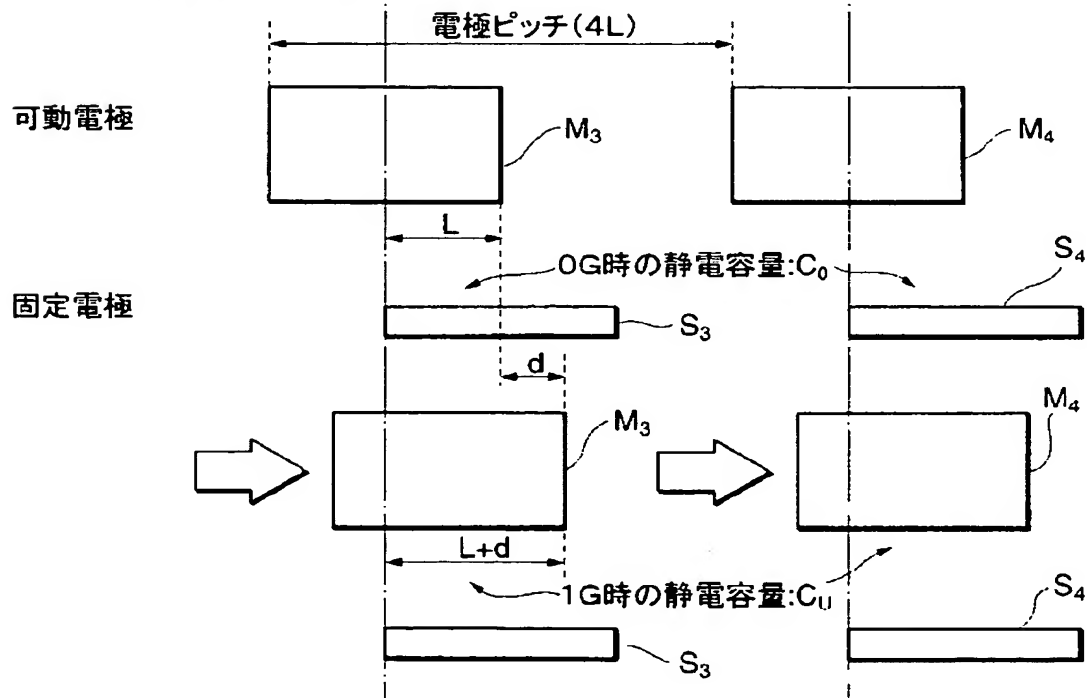 電極ピッチ(4L)
可動電極
M₃
M₄
L
0G時の静電容量:C₀
S₄
固定電極
S₃
d
M₃
M₄
L+d
1G時の静電容量:Cᵤ
S₄
S₃